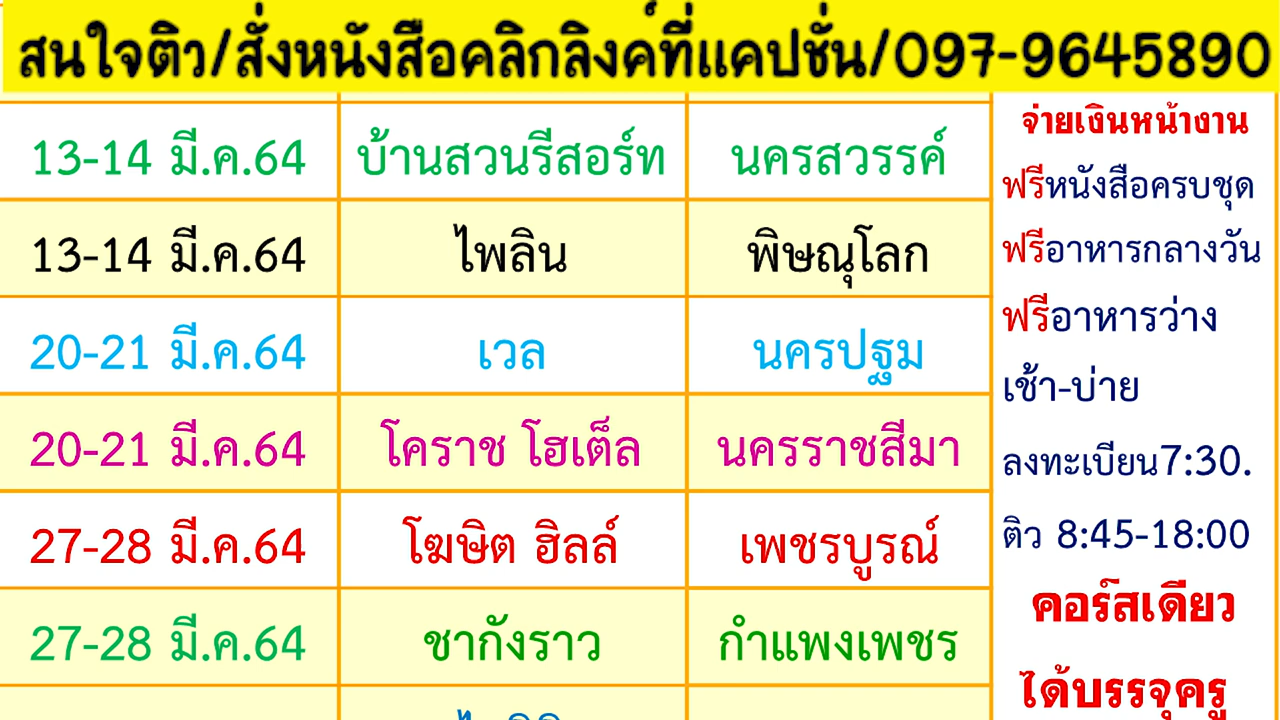 สนใจติว/สั่งหนังสือคลิกลิงค์ที่แคปชั่น/097-9645890
13-14 มี.ค.64 บ้านสวนรีสอร์ท นครสวรรค์
13-14 มี.ค.64 ไพลิน พิษณุโลก
20-21 มี.ค.64 เวล นครปฐม
20-21 มี.ค.64 โคราช โฮเต็ล นครราชสีมา
27-28 มี.ค.64 โฆษิต ฮิลล์ เพชรบูรณ์
27-28 มี.ค.64 ชากังราว กำแพงเพชร
จ่ายเงินหน้างาน
ฟรีหนังสือครบชุด
ฟรีอาหารกลางวัน
ฟรีอาหารว่าง
เช้า-บ่าย
ลงทะเบียน7:30.
ติว 8:45-18:00
คอร์สเดียว
ได้บรรจุครู